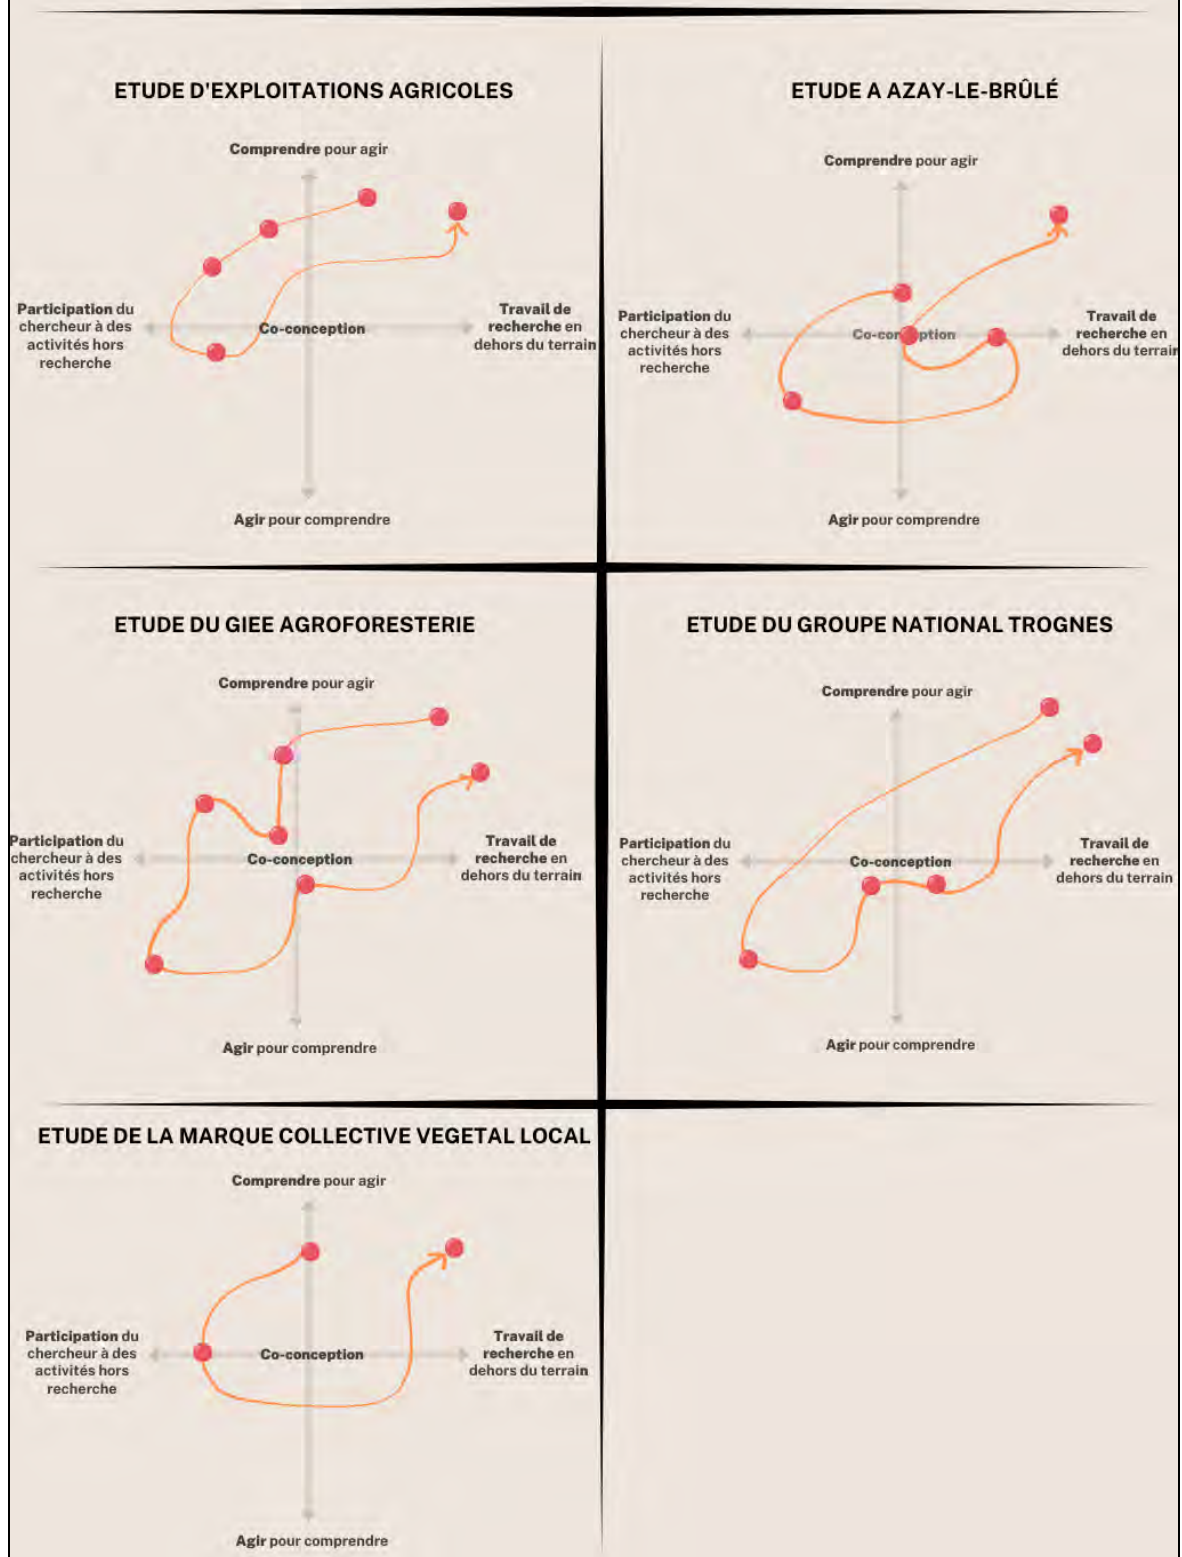 ETUDE D'EXPLOITATIONS AGRICOLES
Comprendre pour agir
Participation du
chercheur à des
activités hors
recherche
Co-conception
Travail de
recherche en
dehors du terrain
Agir pour comprendre
ETUDE A AZAY-LE-BRÛLÉ
Comprendre pour agir
Participation du
chercheur à des
activités hors
recherche
Co-conception
Travail de
recherche en
dehors du terrain
Agir pour comprendre
ETUDE DU GIEE AGROFORESTERIE
Comprendre pour agir
Participation du
chercheur à des
activités hors
recherche
Co-conception
Travail de
recherche en
dehors du terrain
Agir pour comprendre
ETUDE DU GROUPE NATIONAL TROGNES
Comprendre pour agir
Participation du
chercheur à des
activités hors
recherche
Co-conception
Travail de
recherche en
dehors du terrain
Agir pour comprendre
ETUDE DE LA MARQUE COLLECTIVE VEGETAL LOCAL
Comprendre pour agir
Participation du
chercheur à des
activités hors
recherche
Co-conception
Travail de
recherche en
dehors du terrain
Agir pour comprendre